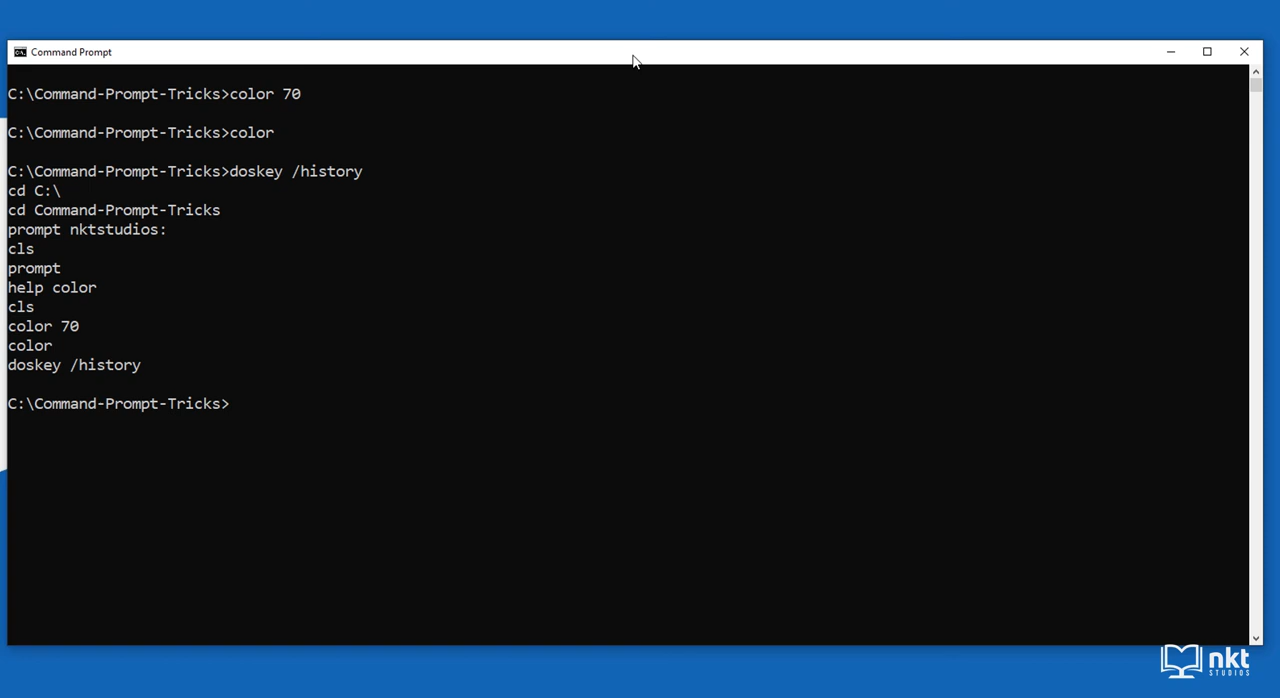 Command Prompt
C:\Command-Prompt-Tricks>color 70
C:\Command-Prompt-Tricks>color
C:\Command-Prompt-Tricks>doskey /history
cd C:\
cd Command-Prompt-Tricks
prompt nktstudios:
cls
prompt
help color
cls
color 70
color
doskey /history
C:\Command-Prompt-Tricks>
nkt
STUDIOS